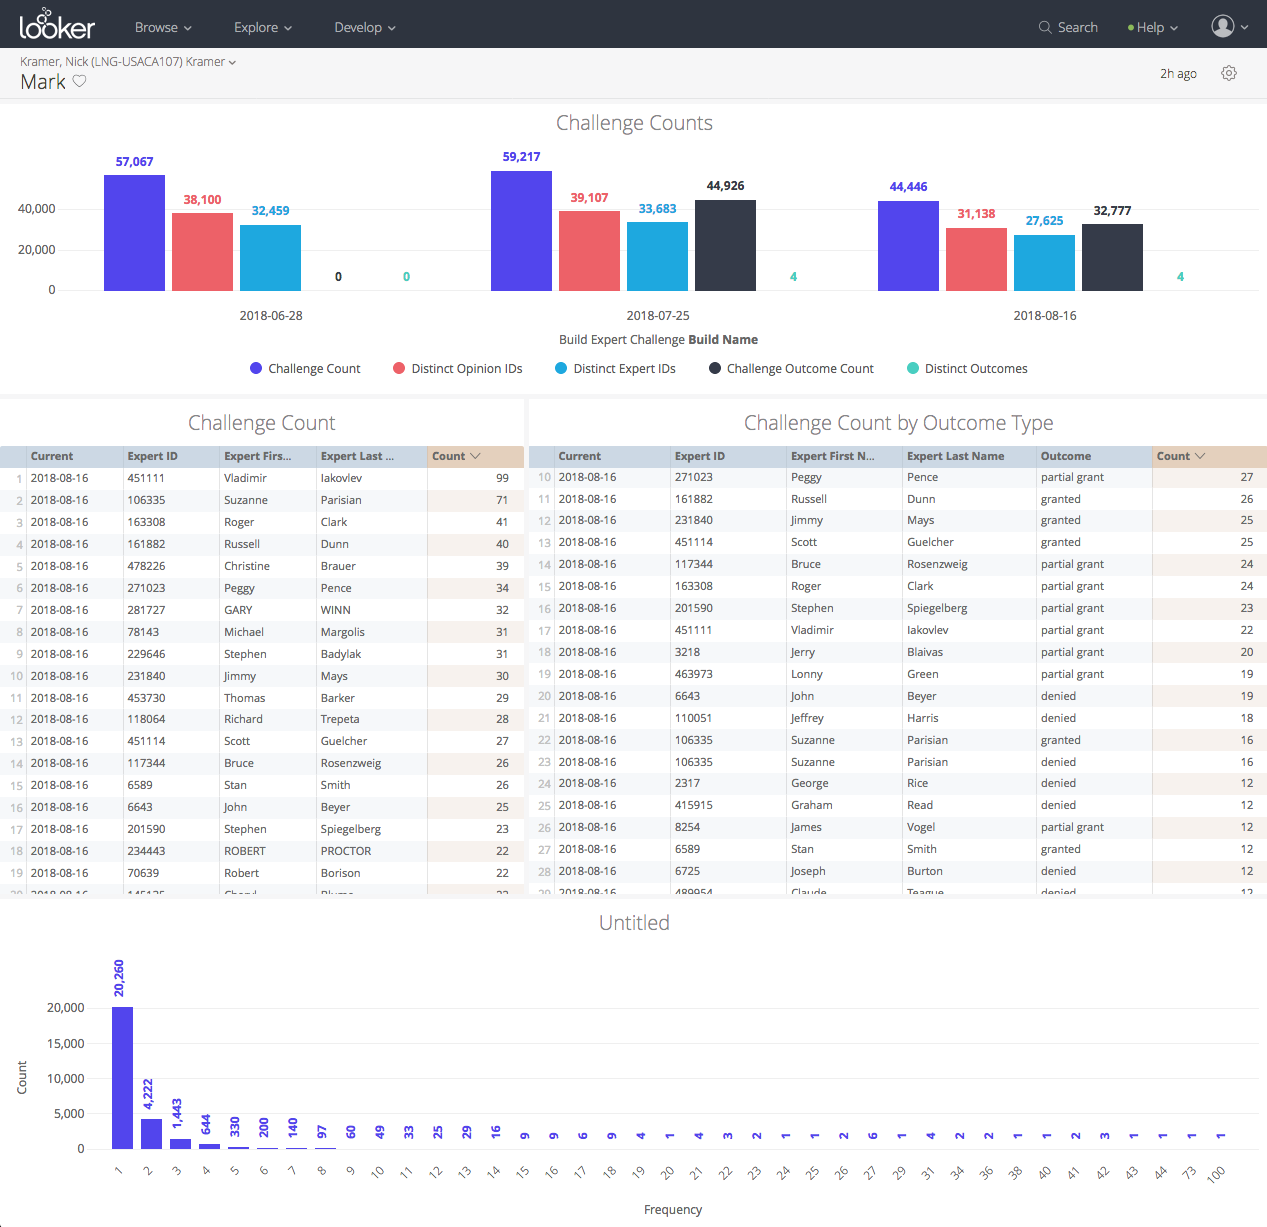 looker Browse Explore Develop Search Help
Kramer, Nick (LNG-USACA107) Kramer
Mark 2h ago
Challenge Counts
57,067 38,100 32,459 0 0 59,217 39,107 33,683 44,926 4 44,446 31,138 27,625 32,777 4
40,000
20,000
0
2018-06-28 2018-07-25 2018-08-16
Build Expert Challenge Build Name
Challenge Count Distinct Opinion IDs Distinct Expert IDs Challenge Outcome Count Distinct Outcomes
Challenge Count
Current Expert ID Expert Firs... Expert Last ... Count
1 2018-08-16 451111 Vladimir Iakovlev 99
2 2018-08-16 106335 Suzanne Parisian 71
3 2018-08-16 163308 Roger Clark 41
4 2018-08-16 161882 Russell Dunn 40
5 2018-08-16 478226 Christine Brauer 39
6 2018-08-16 271023 Peggy Pence 34
7 2018-08-16 281727 GARY WINN 32
8 2018-08-16 78143 Michael Margolis 31
9 2018-08-16 229646 Stephen Badylak 31
10 2018-08-16 231840 Jimmy Mays 30
11 2018-08-16 453730 Thomas Barker 29
12 2018-08-16 118064 Richard Trepeta 28
13 2018-08-16 451114 Scott Guelcher 27
14 2018-08-16 117344 Bruce Rosenzweig 26
15 2018-08-16 6589 Stan Smith 26
16 2018-08-16 6643 John Beyer 25
17 2018-08-16 201590 Stephen Spiegelberg 23
18 2018-08-16 234443 ROBERT PROCTOR 22
19 2018-08-16 70639 Robert Borison 22
20 2018-08-16
Challenge Count by Outcome Type
Current Expert ID Expert First N... Expert Last Name Outcome Count
10 2018-08-16 271023 Peggy Pence partial grant 27
11 2018-08-16 161882 Russell Dunn granted 26
12 2018-08-16 231840 Jimmy Mays granted 25
13 2018-08-16 451114 Scott Guelcher granted 25
14 2018-08-16 117344 Bruce Rosenzweig partial grant 24
15 2018-08-16 163308 Roger Clark partial grant 24
16 2018-08-16 201590 Stephen Spiegelberg partial grant 23
17 2018-08-16 451111 Vladimir Iakovlev partial grant 22
18 2018-08-16 3218 Jerry Blaivas partial grant 20
19 2018-08-16 463973 Lonny Green partial grant 19
20 2018-08-16 6643 John Beyer denied 19
21 2018-08-16 110051 Jeffrey Harris denied 18
22 2018-08-16 106335 Suzanne Parisian granted 16
23 2018-08-16 106335 Suzanne Parisian denied 16
24 2018-08-16 2317 George Rice denied 12
25 2018-08-16 415915 Graham Read denied 12
26 2018-08-16 8254 James Vogel partial grant 12
27 2018-08-16 6589 Stan Smith granted 12
28 2018-08-16 6725 Joseph Burton denied 12
29 2018-08-16 489954 Claude Teague denied 12
Untitled
20,260 4,222 1,443 644 330 200 140 97 60 49 33 25 29 16 9 9 6 9 4 1 4 3 2 1 1 2 6 1 4 2 2 1 1 2 3 1 1 1 1
20,000
15,000
10,000
5,000
0
Count
1 2 3 4 5 6 7 8 9 10 11 12 13 14 15 16 17 18 19 20 21 22 23 24 25 26 27 29 31 34 36 38 40 41 42 43 44 73 100
Frequency